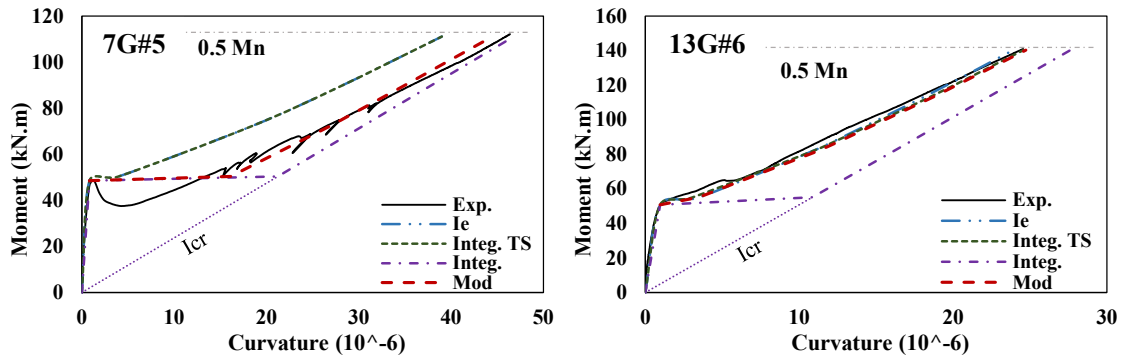 7G#5
0.5 Mn
Moment (kN.m)
120
100
80
60
40
20
0
Icr
Exp.
Ie
Integ. TS
Integ.
Mod
0
10
20
30
40
50
Curvature (10^-6)
13G#6
0.5 Mn
Moment (kN.m)
160
140
120
100
80
60
40
20
0
Icr
Exp.
Ie
Integ. TS
Integ.
Mod
0
10
20
30
Curvature (10^-6)